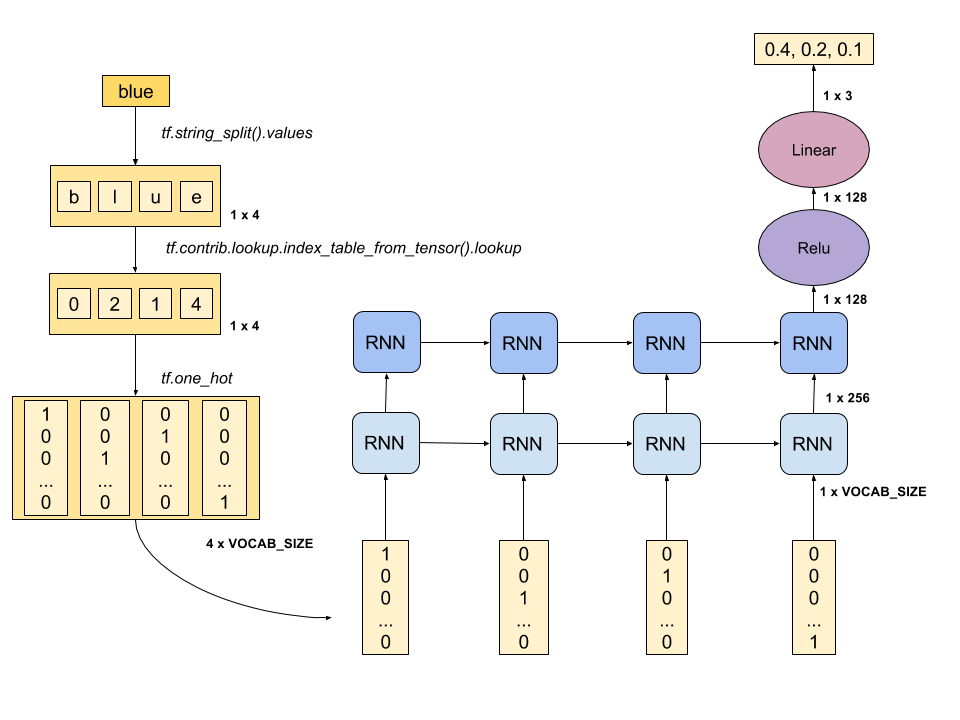 blue
tf.string_split().values
b l u e
1 x 4
tf.contrib.lookup.index_table_from_tensor().lookup
0 2 1 4
1 x 4
tf.one_hot
1 0 0 0
0 0 1 0
0 1 0 0
... ... ... ...
0 0 0 1
4 x VOCAB_SIZE
0.4, 0.2, 0.1
1 x 3
Linear
1 x 128
Relu
1 x 128
RNN RNN RNN RNN
1 x 256
RNN RNN RNN RNN
1 x VOCAB_SIZE
1 0 0 0
0 0 1 0
0 1 0 0
... ... ... ...
0 0 0 1